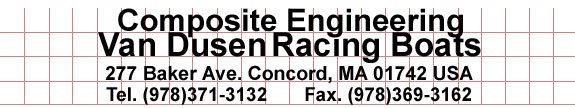 Composite Engineering
Van Dusen Racing Boats
277 Baker Ave. Concord, MA 01742 USA
Tel. (978)371-3132 Fax. (978)369-3162